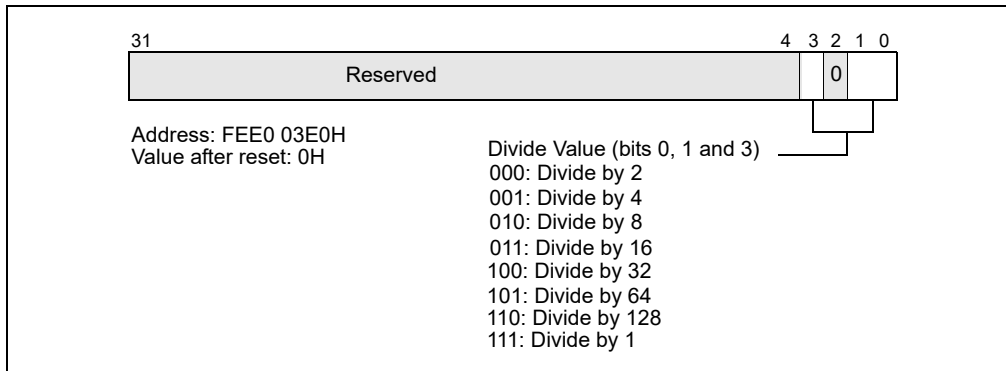 31 4 3 2 1 0
Reserved 0
Address: FEE0 03E0H
Value after reset: 0H
Divide Value (bits 0, 1 and 3)
000: Divide by 2
001: Divide by 4
010: Divide by 8
011: Divide by 16
100: Divide by 32
101: Divide by 64
110: Divide by 128
111: Divide by 1